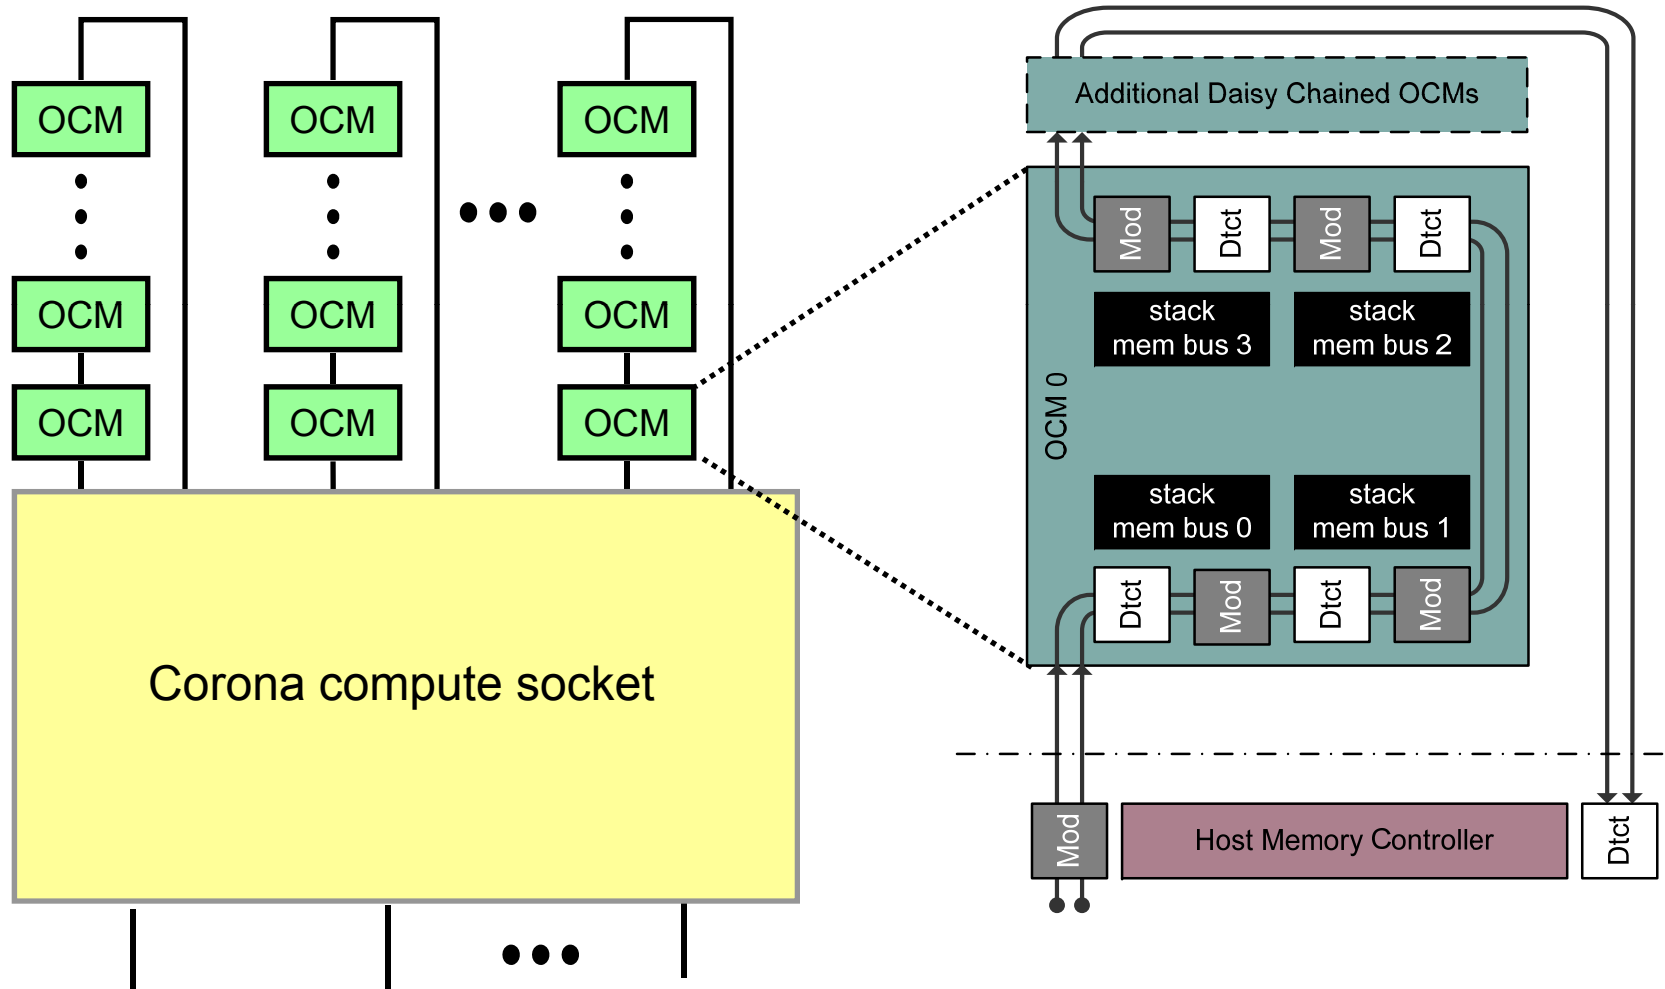 OCM
OCM
OCM
OCM
OCM
OCM
OCM
OCM
OCM
Corona compute socket
Additional Daisy Chained OCMs
Mod
Dtct
Mod
Dtct
stack
mem bus 3
stack
mem bus 2
OCM 0
stack
mem bus 0
stack
mem bus 1
Dtct
Mod
Dtct
Mod
Mod
Host Memory Controller
Dtct